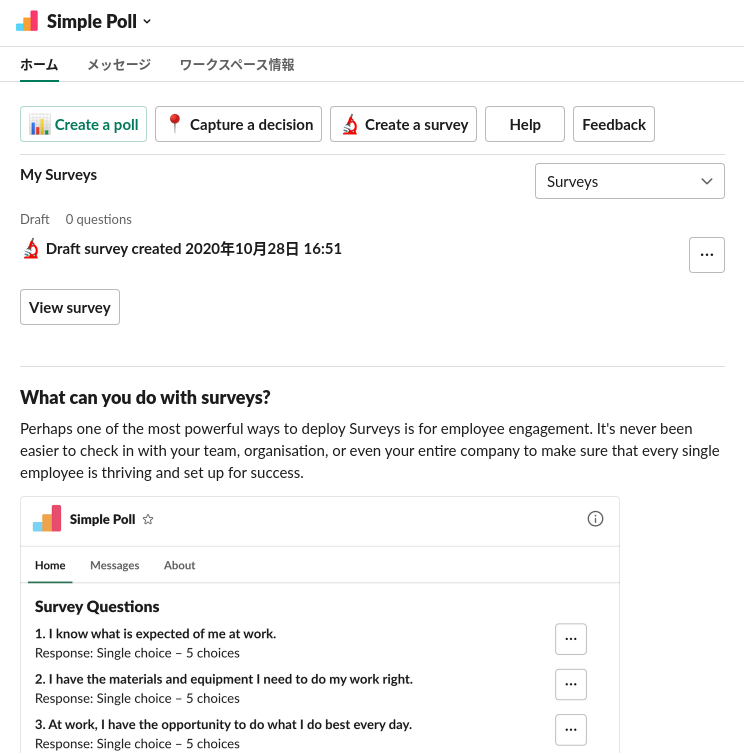 Simple Poll
ホーム メッセージ ワークスペース情報
Create a poll Capture a decision Create a survey Help Feedback
My Surveys Surveys
Draft 0 questions
Draft survey created 2020年10月28日 16:51
View survey
What can you do with surveys?
Perhaps one of the most powerful ways to deploy Surveys is for employee engagement. It's never been
easier to check in with your team, organisation, or even your entire company to make sure that every single
employee is thriving and set up for success.
Simple Poll
Home Messages About
Survey Questions
1. I know what is expected of me at work.
Response: Single choice – 5 choices
2. I have the materials and equipment I need to do my work right.
Response: Single choice – 5 choices
3. At work, I have the opportunity to do what I do best every day.
Response: Single choice – 5 choices